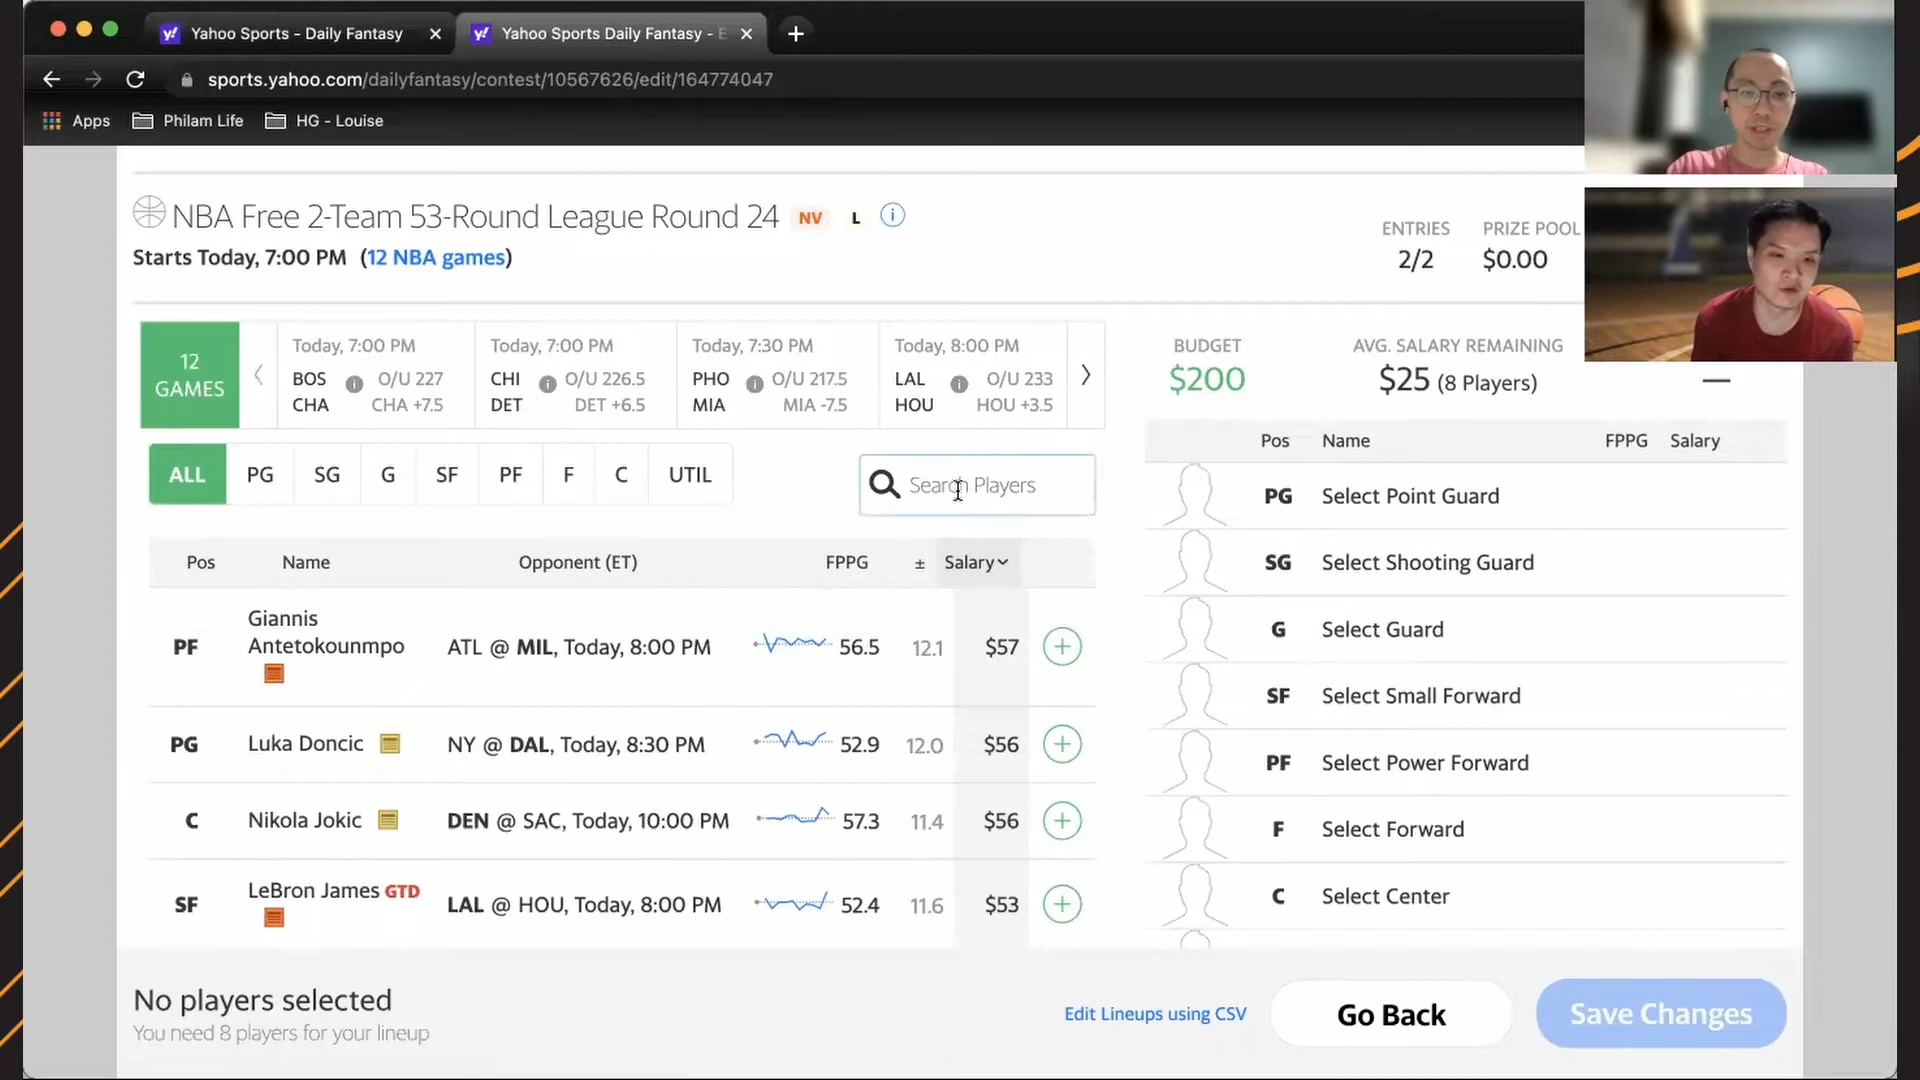 Yahoo Sports - Daily Fantasy
Yahoo Sports Daily Fantasy - E
sports.yahoo.com/dailyfantasy/contest/10567626/edit/164774047
Apps
Philam Life
HG - Louise
NBA Free 2-Team 53-Round League Round 24 NV L i
Starts Today, 7:00 PM (12 NBA games)
ENTRIES
2/2
PRIZE POOL
$0.00
12
GAMES
Today, 7:00 PM
BOS O/U 227
CHA CHA +7.5
Today, 7:00 PM
CHI O/U 226.5
DET DET +6.5
Today, 7:30 PM
PHO O/U 217.5
MIA MIA -7.5
Today, 8:00 PM
LAL O/U 233
HOU HOU +3.5
BUDGET
$200
AVG. SALARY REMAINING
$25 (8 Players)
ALL PG SG G SF PF F C UTIL
Search Players
Pos Name Opponent (ET) FPPG ± Salary
PF Giannis
Antetokounmpo ATL @ MIL, Today, 8:00 PM 56.5 12.1 $57
PG Luka Doncic NY @ DAL, Today, 8:30 PM 52.9 12.0 $56
C Nikola Jokic DEN @ SAC, Today, 10:00 PM 57.3 11.4 $56
SF LeBron James GTD LAL @ HOU, Today, 8:00 PM 52.4 11.6 $53
Pos Name FPPG Salary
PG Select Point Guard
SG Select Shooting Guard
G Select Guard
SF Select Small Forward
PF Select Power Forward
F Select Forward
C Select Center
No players selected
You need 8 players for your lineup
Edit Lineups using CSV
Go Back
Save Changes